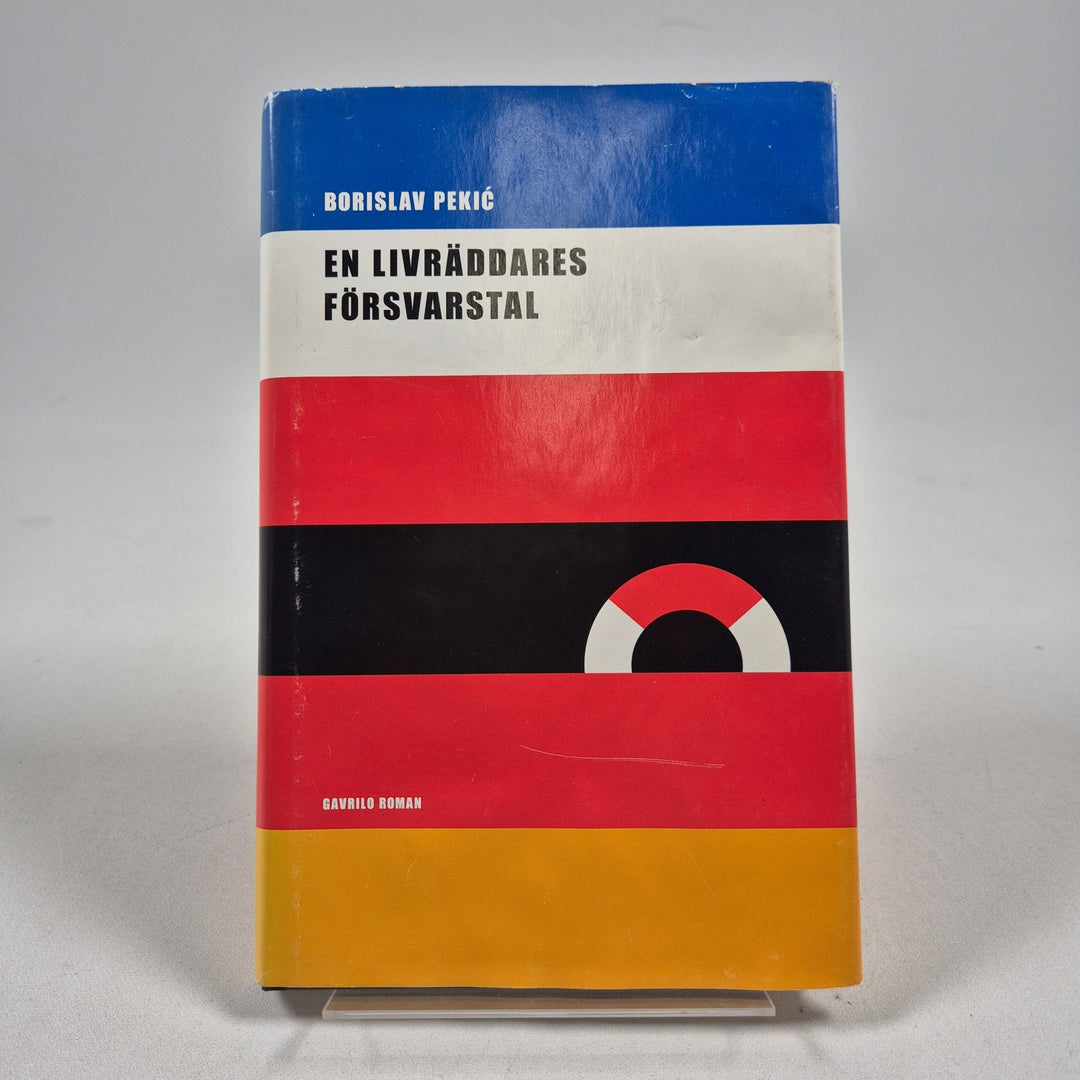 BORISLAV PEKIĆ
EN LIVRÄDDARES
FÖRSVARSTAL
GAVRILO ROMAN